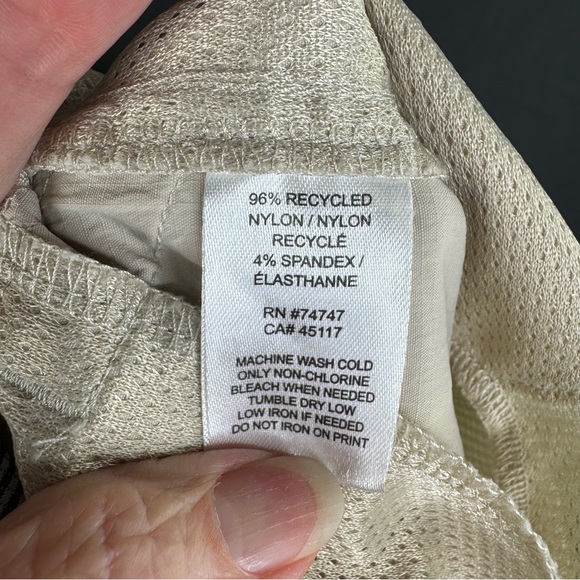 96% RECYCLED
NYLON / NYLON
RECYCLÉ
4% SPANDEX /
ÉLASTHANNE
RN #74747
CA# 45117
MACHINE WASH COLD
ONLY NON-CHLORINE
BLEACH WHEN NEEDED
TUMBLE DRY LOW
LOW IRON IF NEEDED
DO NOT IRON ON PRINT